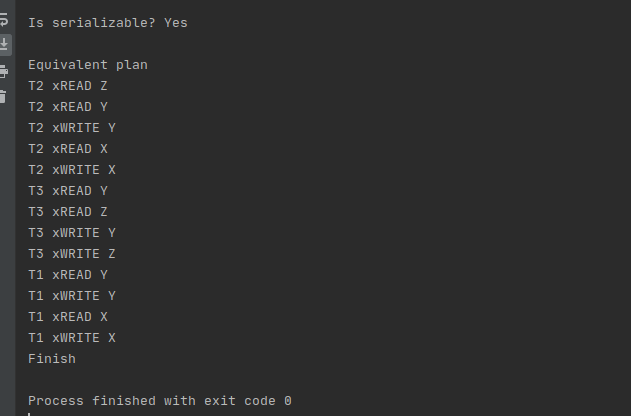 Is serializable? Yes
Equivalent plan
T2 xREAD Z
T2 xREAD Y
T2 xWRITE Y
T2 xREAD X
T2 xWRITE X
T3 xREAD Y
T3 xREAD Z
T3 xWRITE Y
T3 xWRITE Z
T1 xREAD Y
T1 xWRITE Y
T1 xREAD X
T1 xWRITE X
Finish
Process finished with exit code 0